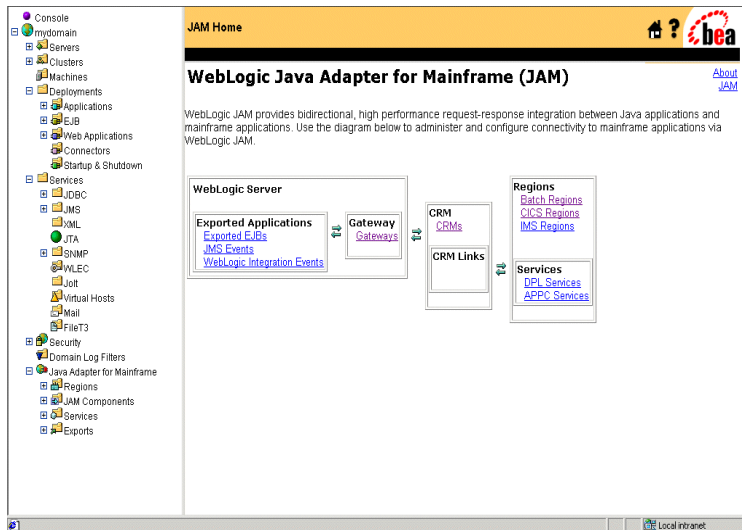 Console
mydomain
Servers
Clusters
Machines
Deployments
Applications
EJB
Web Applications
Connectors
Startup & Shutdown
Services
JDBC
JMS
XML
JTA
SNMP
WLEC
Jolt
Virtual Hosts
Mail
FileT3
Security
Domain Log Filters
Java Adapter for Mainframe
Regions
JAM Components
Services
Exports
JAM Home
?
bea
WebLogic Java Adapter for Mainframe (JAM)
About
JAM
WebLogic JAM provides bidirectional, high performance request-response integration between Java applications and
mainframe applications. Use the diagram below to administer and configure connectivity to mainframe applications via
WebLogic JAM.
WebLogic Server
Exported Applications
Exported EJBs
JMS Events
WebLogic Integration Events
Gateway
Gateways
CRM
CRMs
CRM Links
Regions
Batch Regions
CICS Regions
IMS Regions
Services
DPL Services
APPC Services
Local intranet